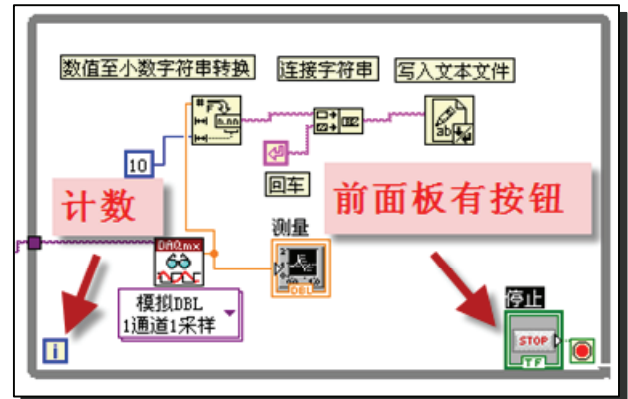 数值至小数字符串转换
连接字符串
写入文本文件
n.nn
ab
10
回车
计数
前面板有按钮
测量
DAQmx
DBL
模拟DBL
1通道1采样
停止
STOP
TF
i